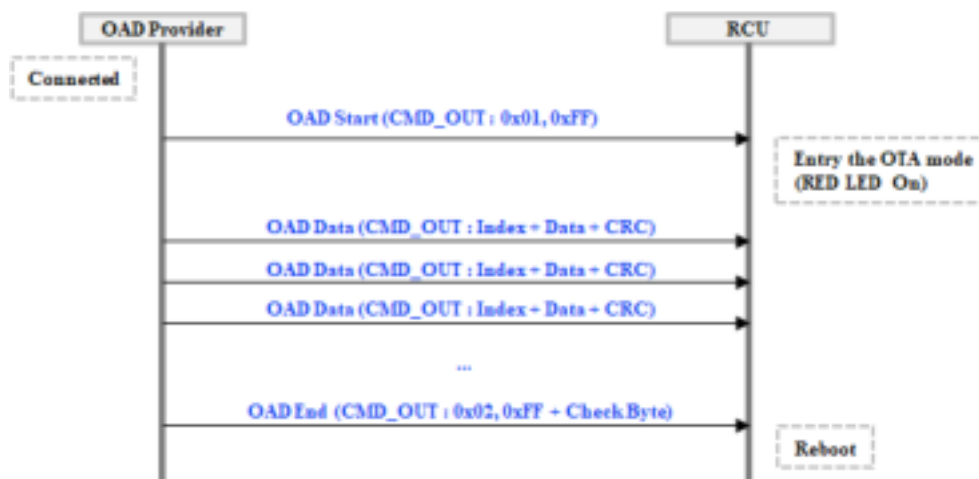 OAD Provider
RCU
Connected
OAD Start (CMD_OUT : 0x01, 0xFF)
Entry the OTA mode
(RED LED On)
OAD Data (CMD_OUT : Index + Data + CRC)
OAD Data (CMD_OUT : Index + Data + CRC)
OAD Data (CMD_OUT : Index + Data + CRC)
...
OAD End (CMD_OUT : 0x02, 0xFF + Check Byte)
Reboot